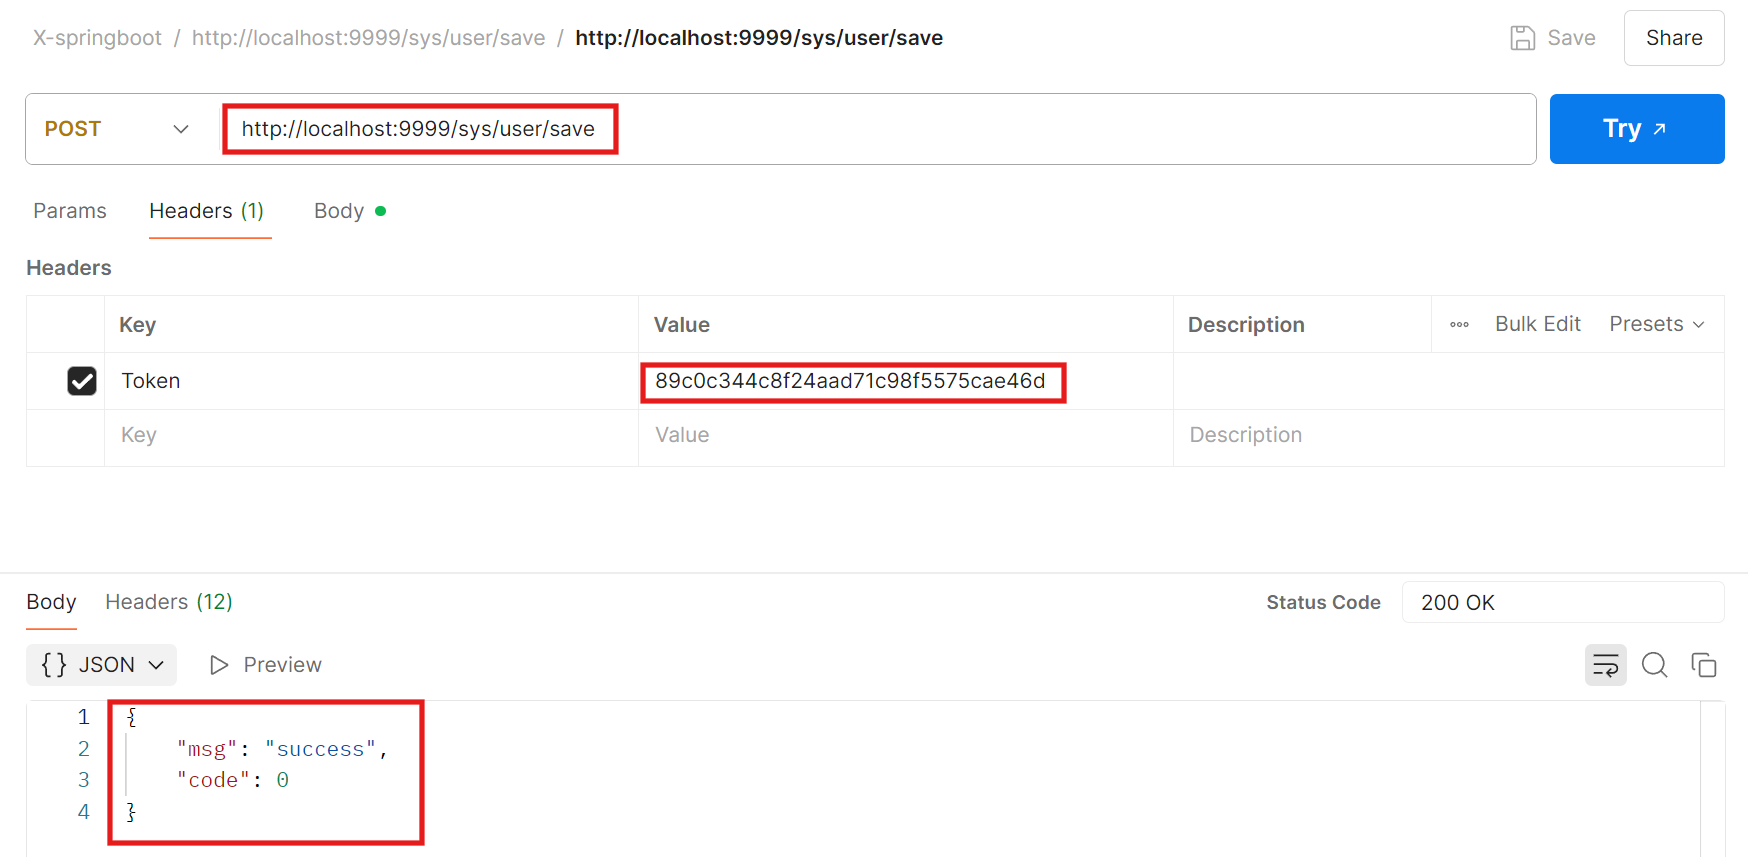 X-springboot / http://localhost:9999/sys/user/save / http://localhost:9999/sys/user/save Save Share
POST http://localhost:9999/sys/user/save Try ↗
Params Headers (1) Body
Headers
Key Value Description Bulk Edit Presets
Token 89c0c344c8f24aad71c98f5575cae46d
Key Value Description
Body Headers (12) Status Code 200 OK
{} JSON Preview
1 {
2 "msg": "success",
3 "code": 0
4 }